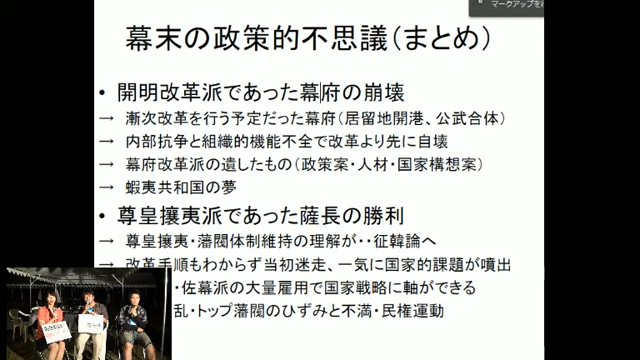 マークアップを
幕末の政策的不思議(まとめ)
• 開明改革派であった幕府の崩壊
→ 漸次改革を行う予定だった幕府(居留地開港、公武合体)
→ 内部抗争と組織的機能不全で改革より先に自壊
→ 幕府改革派の遺したもの(政策案・人材・国家構想案)
→ 蝦夷共和国の夢
• 尊皇攘夷派であった薩長の勝利
→ 尊皇攘夷・藩閥体制維持の理解が‥征韓論へ
→ 改革手順もわからず当初迷走、一気に国家的課題が噴出
・佐幕派の大量雇用で国家戦略に軸ができる
乱・トップ藩閥のひずみと不満・民権運動